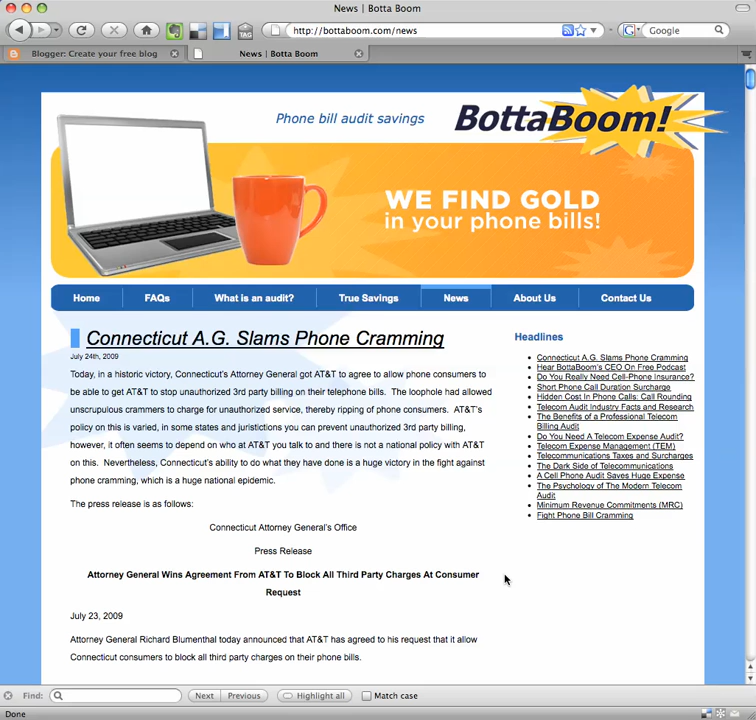 News | Botta Boom
TAG
http://bottaboom.com/news
Google
Blogger: Create your free blog
News | Botta Boom
Phone bill audit savings
BottaBoom!
WE FIND GOLD
in your phone bills!
Home
FAQs
What is an audit?
True Savings
News
About Us
Contact Us
Connecticut A.G. Slams Phone Cramming
July 24th, 2009
Today, in a historic victory, Connecticut's Attorney General got AT&T to agree to allow phone consumers to
be able to get AT&T to stop unauthorized 3rd party billing on their telephone bills. The loophole had allowed
unscrupulous crammers to charge for unauthorized service, thereby ripping of phone consumers. AT&T's
policy on this is varied, in some states and juristictions you can prevent unauthorized 3rd party billing,
however, it often seems to depend on who at AT&T you talk to and there is not a national policy with AT&T
on this. Nevertheless, Connecticut's ability to do what they have done is a huge victory in the fight against
phone cramming, which is a huge national epidemic.
The press release is as follows:
Connecticut Attorney General's Office
Press Release
Attorney General Wins Agreement From AT&T To Block All Third Party Charges At Consumer
Request
July 23, 2009
Attorney General Richard Blumenthal today announced that AT&T has agreed to his request that it allow
Connecticut consumers to block all third party charges on their phone bills.
Headlines
Connecticut A.G. Slams Phone Cramming
Hear BottaBoom's CEO On Free Podcast
Do You Really Need Cell-Phone Insurance?
Short Phone Call Duration Surcharge
Hidden Cost In Phone Calls: Call Rounding
Telecom Audit Industry Facts and Research
The Benefits of a Professional Telecom
Billing Audit
Do You Need A Telecom Expense Audit?
Telecom Expense Management (TEM)
Telecommunications Taxes and Surcharges
The Dark Side of Telecommunications
A Cell Phone Audit Saves Huge Expense
The Psychology of The Modern Telecom
Audit
Minimum Revenue Commitments (MRC)
Fight Phone Bill Cramming
Find:
Next
Previous
Highlight all
Match case
Done